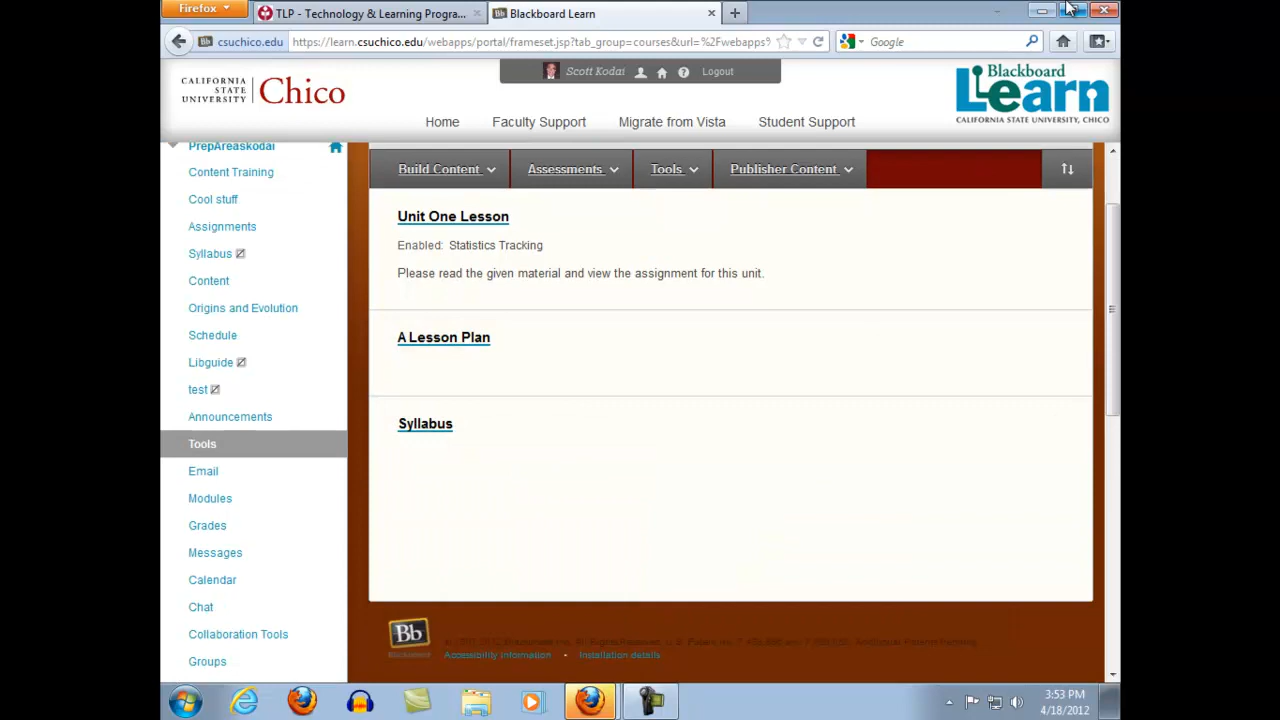 Firefox
TLP - Technology & Learning Progra...
Blackboard Learn
csuchico.edu
https://learn.csuchico.edu/webapps/portal/frameset.jsp?tab_group=courses&url=%2Fwebapps%
Google
CALIFORNIA
STATE
UNIVERSITY
Chico
Scott Kodai
Logout
Blackboard
Learn
CALIFORNIA STATE UNIVERSITY, CHICO
Home
Faculty Support
Migrate from Vista
Student Support
PrepAreaskodai
Content Training
Cool stuff
Assignments
Syllabus
Content
Origins and Evolution
Schedule
Libguide
test
Announcements
Tools
Email
Modules
Grades
Messages
Calendar
Chat
Collaboration Tools
Groups
Build Content
Assessments
Tools
Publisher Content
Unit One Lesson
Enabled: Statistics Tracking
Please read the given material and view the assignment for this unit.
A Lesson Plan
Syllabus
Bb
Accessibility information - Installation details
3:53 PM
4/18/2012